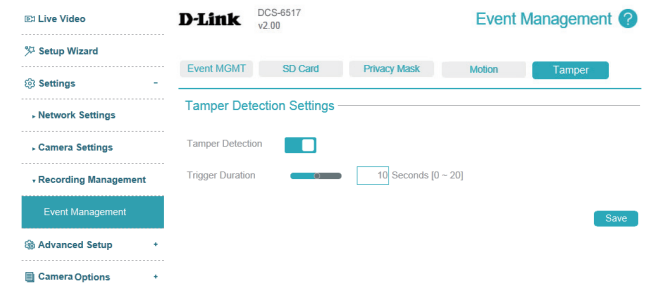 Live Video
Setup Wizard
Settings -
Network Settings
Camera Settings
Recording Management
Event Management
Advanced Setup +
Camera Options +
D-Link DCS-6517
v2.00
Event Management ?
Event MGMT SD Card Privacy Mask Motion Tamper
Tamper Detection Settings
Tamper Detection
Trigger Duration 10 Seconds [0 ~ 20]
Save